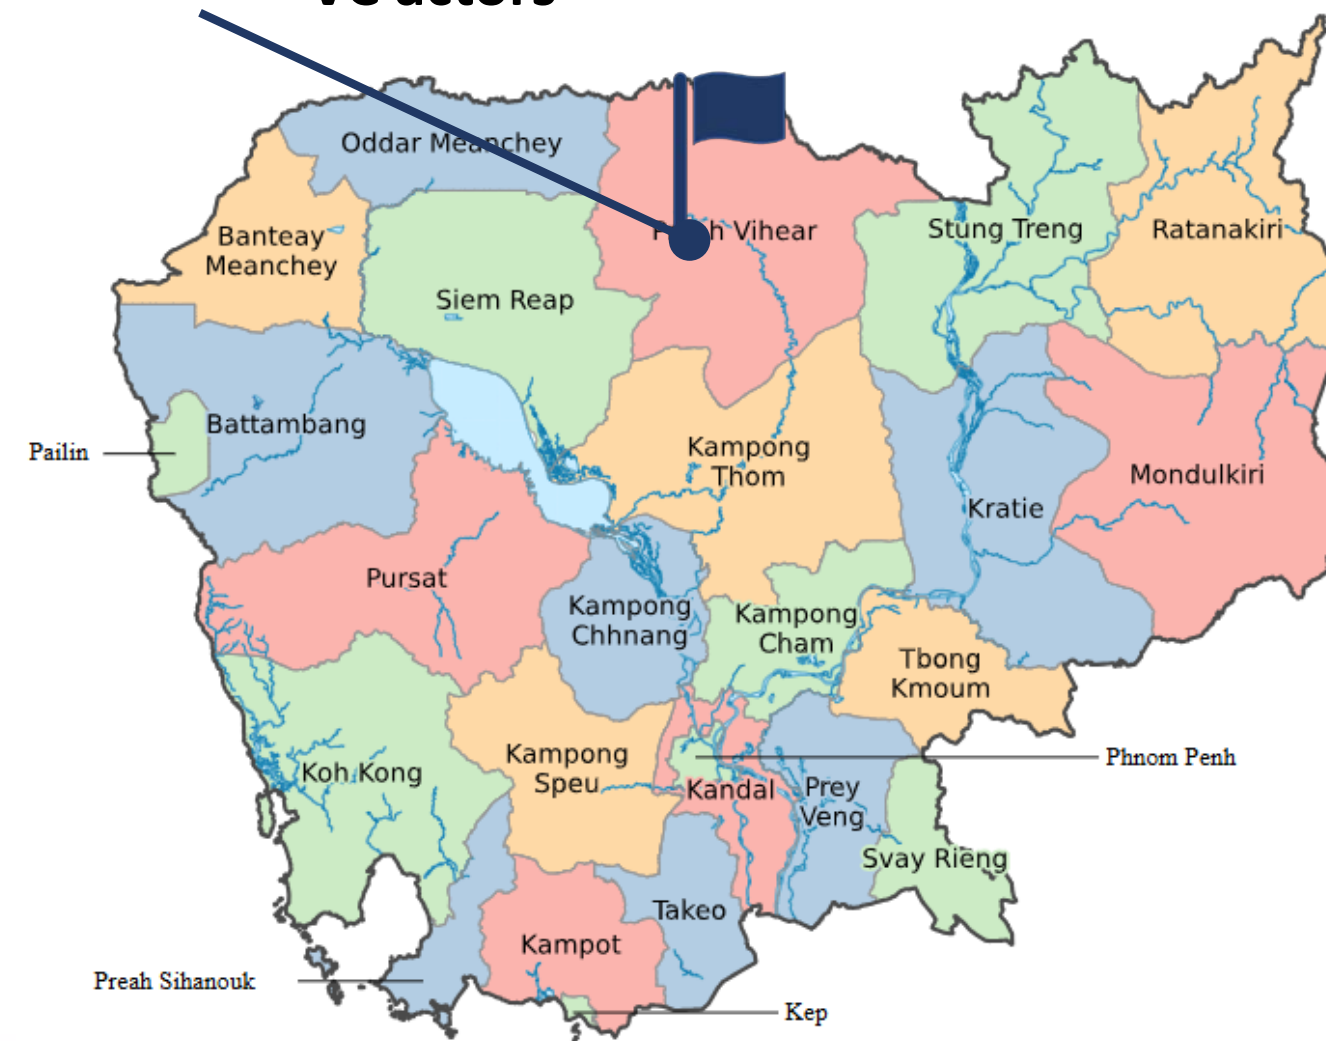 actors
Oddar Meanchey
Vihear
Stung Treng
Ratanakiri
Banteay
Meanchey
Siem Reap
Battambang
Pailin
Kampong
Thom
Mondulkiri
Kratie
Pursat
Kampong
Chhnang
Kampong
Cham
Tbong
Kmoum
Phnom Penh
Kampong
Speu
Koh Kong
Kandal
Prey
Veng
Svay Rieng
Takeo
Kampot
Preah Sihanouk
Kep